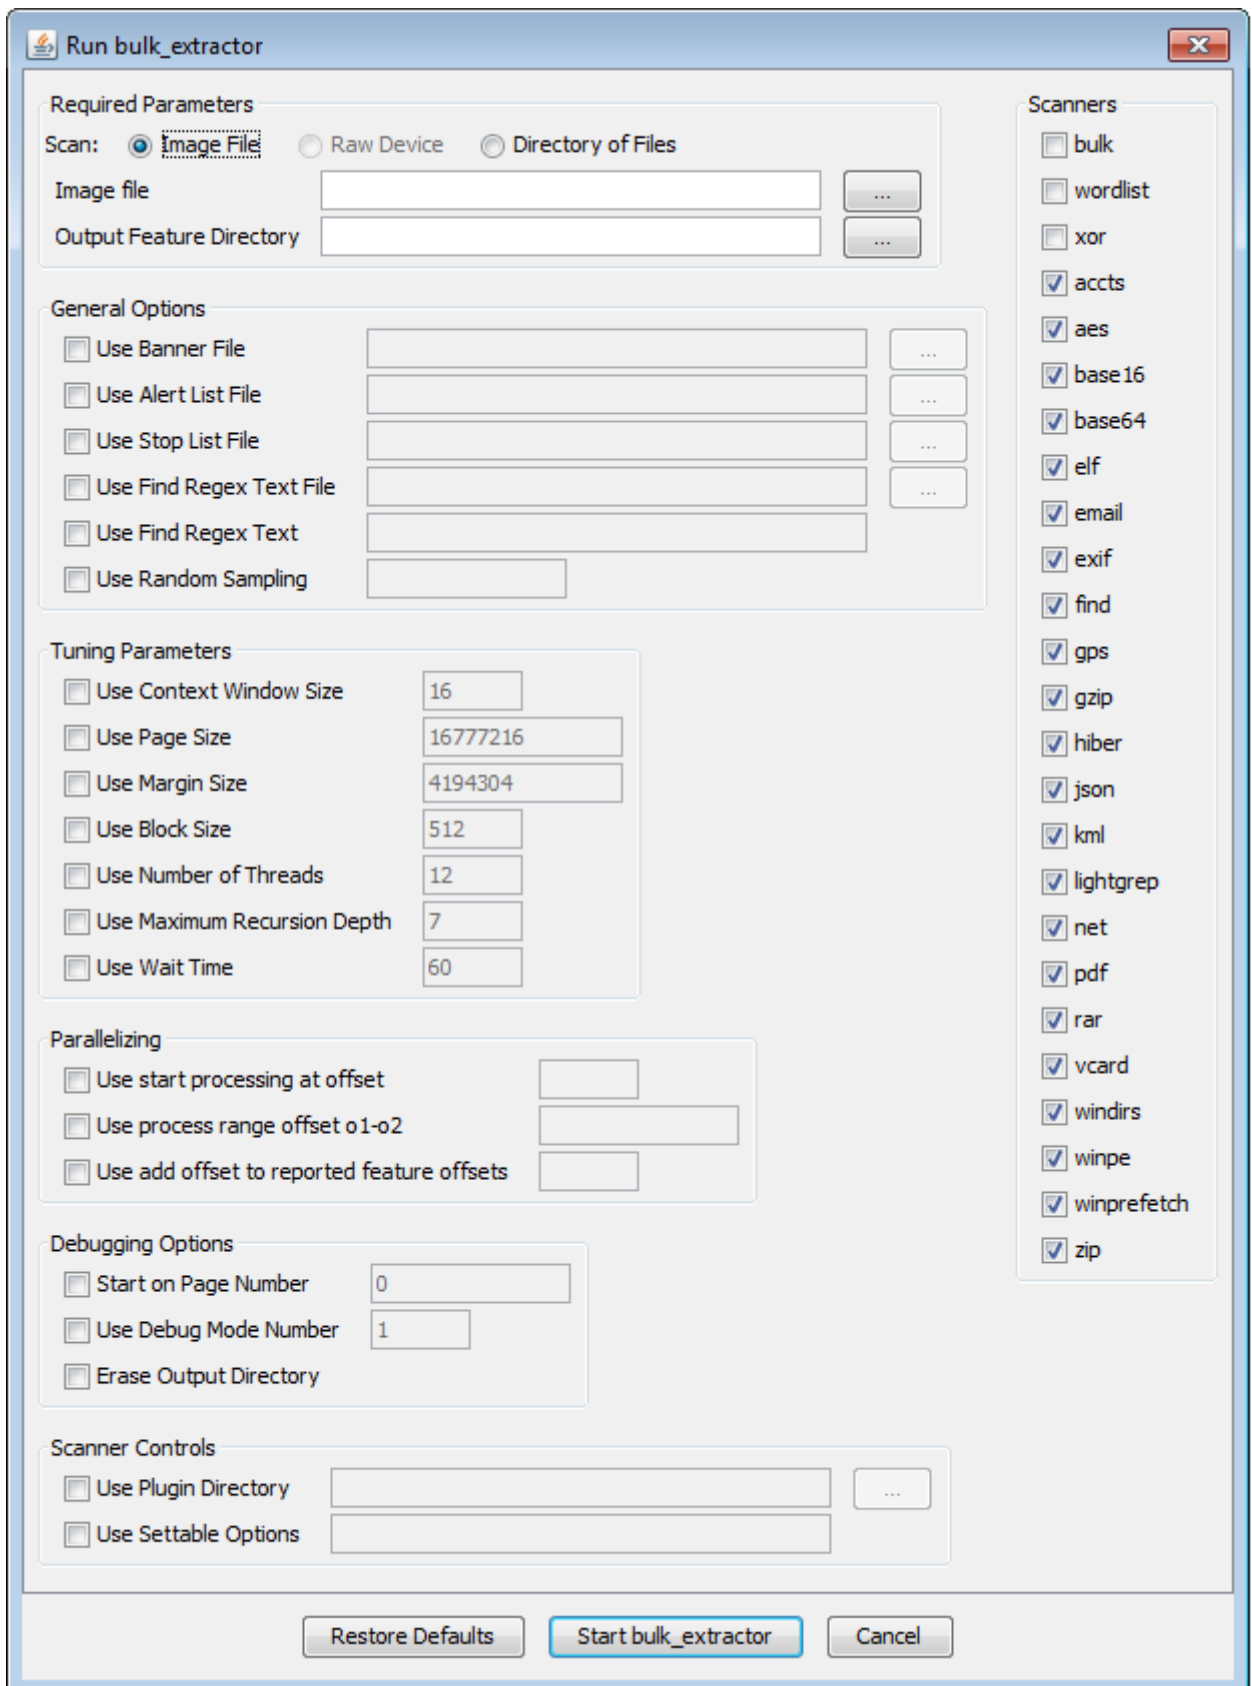 Run bulk_extractor
Required Parameters
Scan: Image File Raw Device Directory of Files
Image file ...
Output Feature Directory ...
General Options
Use Banner File ...
Use Alert List File ...
Use Stop List File ...
Use Find Regex Text File ...
Use Find Regex Text
Use Random Sampling
Tuning Parameters
Use Context Window Size 16
Use Page Size 16777216
Use Margin Size 4194304
Use Block Size 512
Use Number of Threads 12
Use Maximum Recursion Depth 7
Use Wait Time 60
Parallelizing
Use start processing at offset
Use process range offset o1-o2
Use add offset to reported feature offsets
Debugging Options
Start on Page Number 0
Use Debug Mode Number 1
Erase Output Directory
Scanner Controls
Use Plugin Directory ...
Use Settable Options
Scanners
bulk
wordlist
xor
accts
aes
base16
base64
elf
email
exif
find
gps
gzip
hiber
json
kml
lightgrep
net
pdf
rar
vcard
windirs
winpe
winprefetch
zip
Restore Defaults Start bulk_extractor Cancel